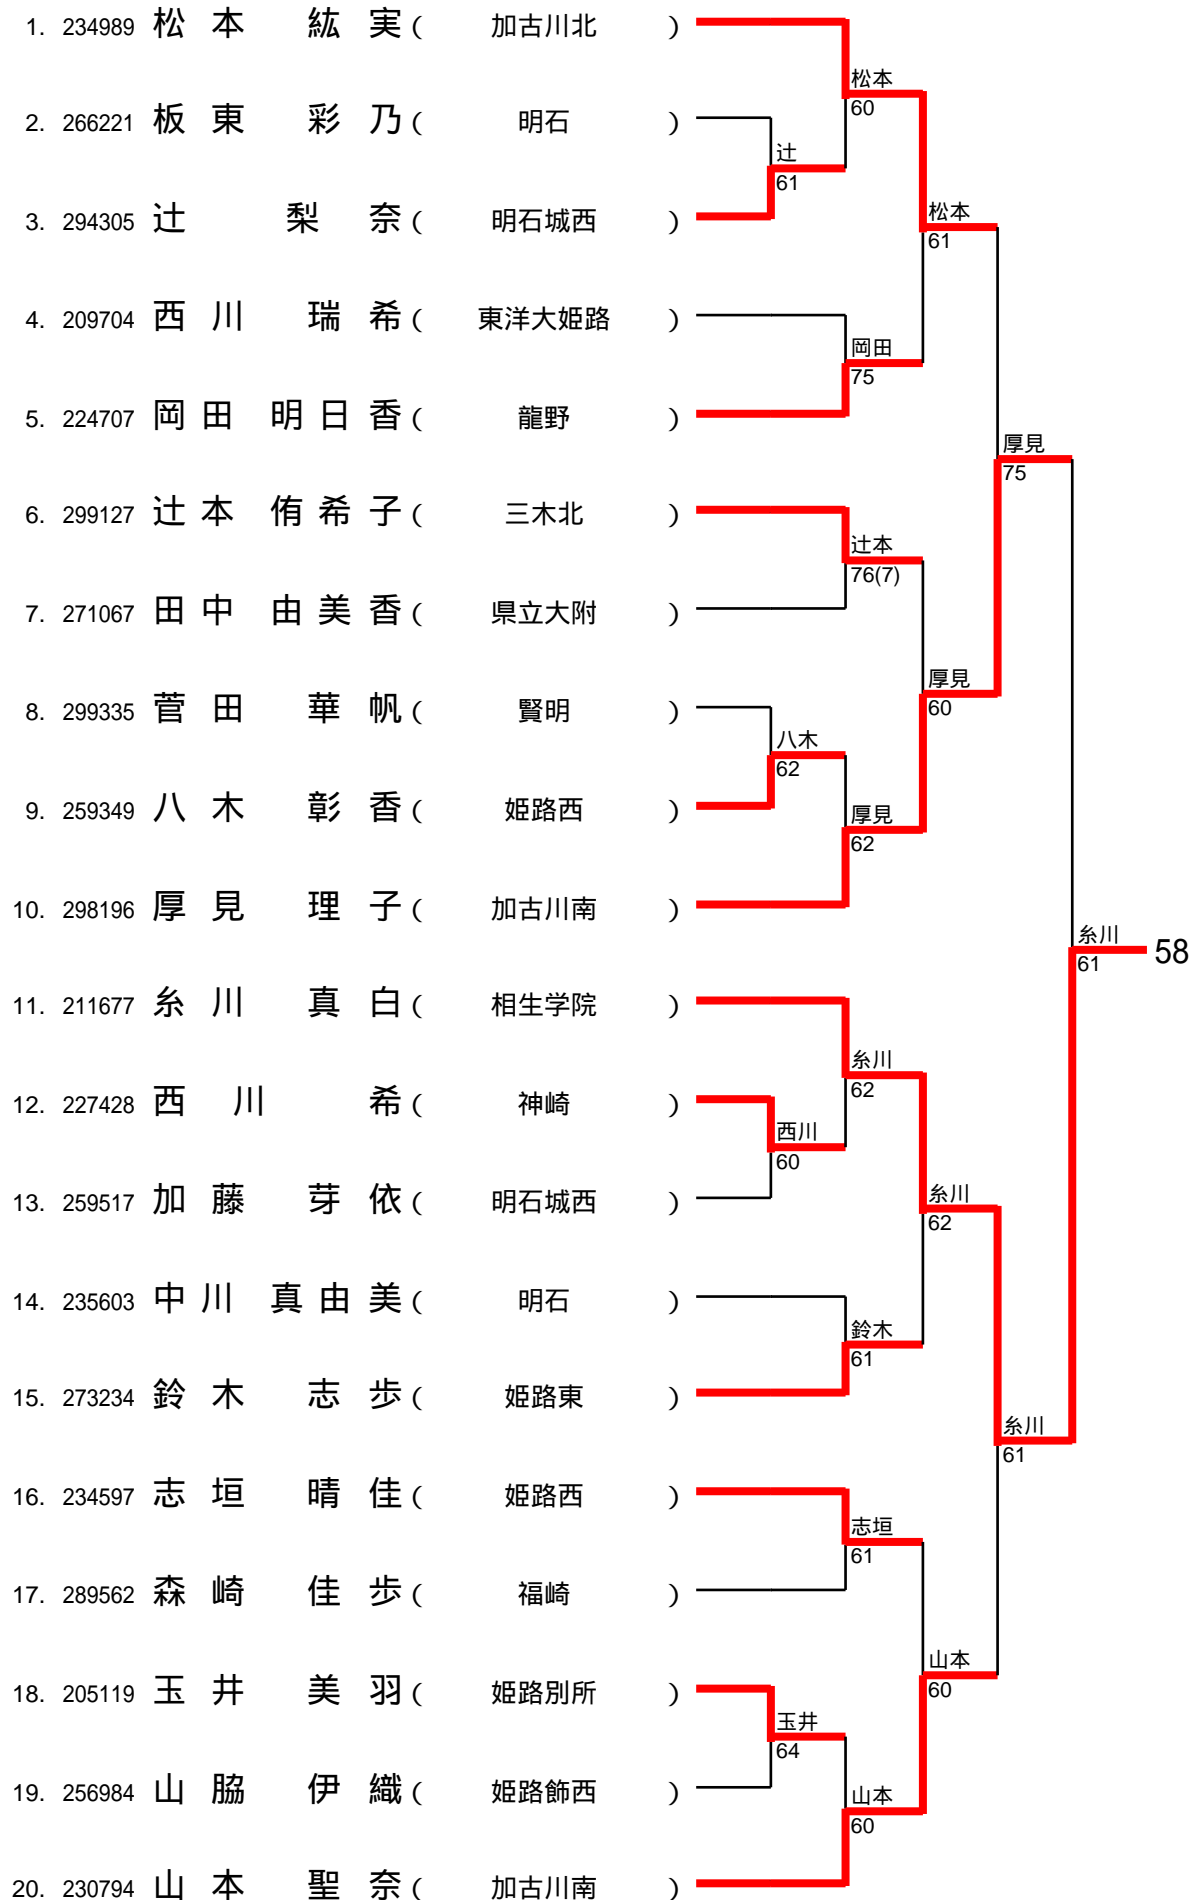 1. 234989 松本 紘実 ( 加古川北 )
松本
60
2. 266221 板東 彩乃 ( 明石 )
辻
61
3. 294305 辻 梨奈 ( 明石城西 )
松本
61
4. 209704 西川 瑞希 ( 東洋大姫路 )
岡田
75
5. 224707 岡田 明日香 ( 龍野 )
厚見
75
6. 299127 辻本 侑希子 ( 三木北 )
辻本
76(7)
7. 271067 田中 由美香 ( 県立大附 )
厚見
60
8. 299335 菅田 華帆 ( 賢明 )
八木
62
9. 259349 八木 彰香 ( 姫路西 )
厚見
62
10. 298196 厚見 理子 ( 加古川南 )
糸川
61
58
11. 211677 糸川 真白 ( 相生学院 )
糸川
62
12. 227428 西川 希 ( 神崎 )
西川
60
13. 259517 加藤 芽依 ( 明石城西 )
糸川
62
14. 235603 中川 真由美 ( 明石 )
鈴木
61
15. 273234 鈴木 志歩 ( 姫路東 )
糸川
61
16. 234597 志垣 晴佳 ( 姫路西 )
志垣
61
17. 289562 森崎 佳歩 ( 福崎 )
山本
60
18. 205119 玉井 美羽 ( 姫路別所 )
玉井
64
19. 256984 山脇 伊織 ( 姫路飾西 )
山本
60
20. 230794 山本 聖奈 ( 加古川南 )